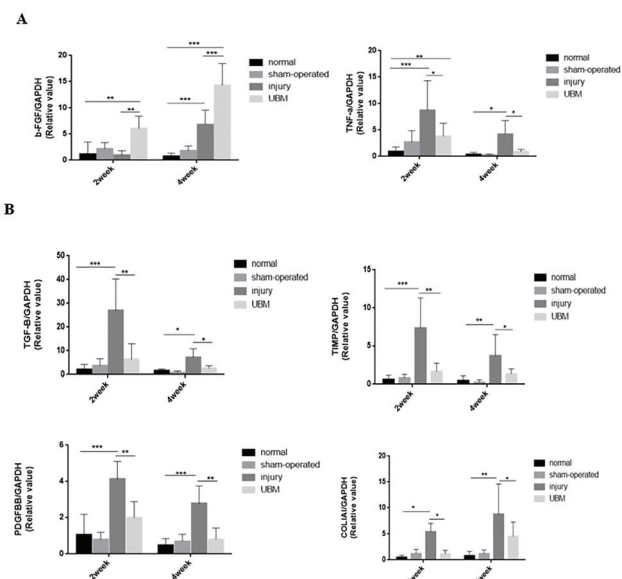 A
b-FGF/GAPDH
(Relative value)
20
15
10
5
0
***
***
**
**
***
normal
sham-operated
injury
UBM
2week
4week
TNF-a/GAPDH
(Relative value)
20
15
10
5
0
**
***
*
*
*
normal
sham-operated
injury
UBM
2week
4week
B
TGF-B/GAPDH
(Relative value)
50
40
30
20
10
0
***
**
*
*
normal
sham-operated
injury
UBM
2week
4week
TIMP/GAPDH
(Relative value)
15
10
5
0
***
**
**
*
normal
sham-operated
injury
UBM
2week
4week
PDGFBB/GAPDH
(Relative value)
6
4
2
0
***
**
***
**
normal
sham-operated
injury
UBM
2week
4week
COLIAI/GAPDH
(Relative value)
20
15
10
5
0
*
*
**
*
normal
sham-operated
injury
UBM
2week
4week